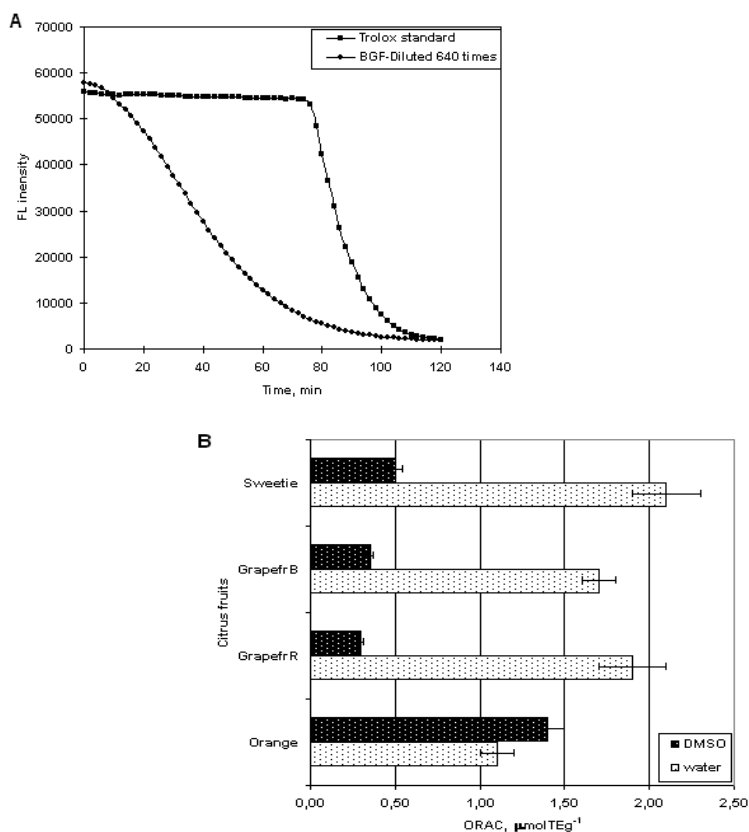 A
Trolox standard
BGF-Diluted 640 times
70000
60000
50000
40000
30000
20000
10000
0
FL inensity
0 20 40 60 80 100 120 140
Time, min
B
Sweetie
GrapefrB
GrapefrR
Orange
Citrus fruits
DMSO
water
0,00 0,50 1,00 1,50 2,00 2,50
ORAC, μmolTEg⁻¹